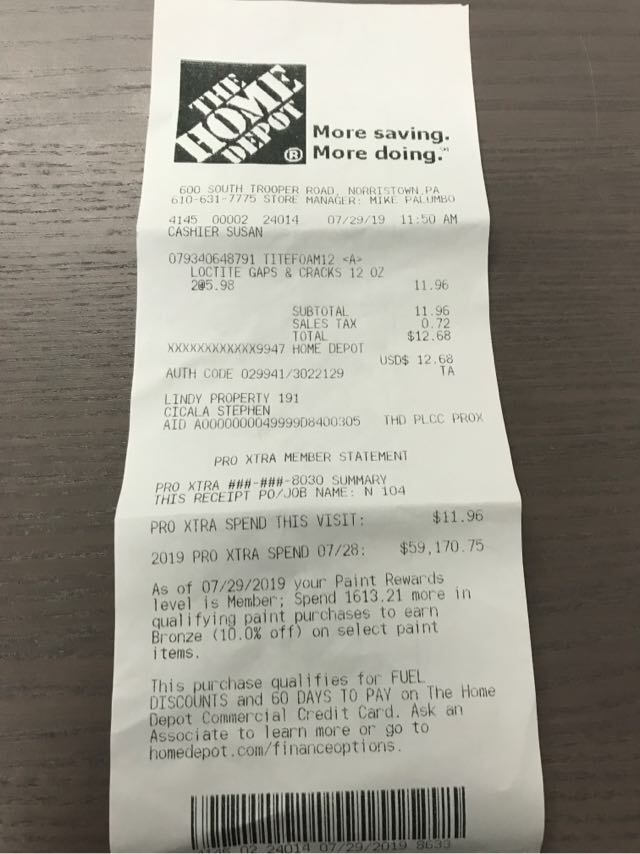 THE
HOME
DEPOT
®
More saving.
More doing.℠
600 SOUTH TROOPER ROAD, NORRISTOWN,PA
610-631-7775 STORE MANAGER: MIKE PALUMBO
4145 00002 24014 07/29/19 11:50 AM
CASHIER SUSAN
079340648791 TITEFOAM12 <A>
LOCTITE GAPS & CRACKS 12 OZ
2@5.98 11.96
SUBTOTAL 11.96
SALES TAX 0.72
TOTAL $12.68
XXXXXXXXXXXX9947 HOME DEPOT
USD$ 12.68
AUTH CODE 029941/3022129 TA
LINDY PROPERTY 191
CICALA STEPHEN
AID A0000000049999D8400305 THD PLCC PROX
PRO XTRA MEMBER STATEMENT
PRO XTRA ###-###-8030 SUMMARY
THIS RECEIPT PO/JOB NAME: N 104
PRO XTRA SPEND THIS VISIT: $11.96
2019 PRO XTRA SPEND 07/28: $59,170.75
As of 07/29/2019 your Paint Rewards
level is Member; Spend 1613.21 more in
qualifying paint purchases to earn
Bronze (10.0% off) on select paint
items.
This purchase qualifies for FUEL
DISCOUNTS and 60 DAYS TO PAY on The Home
Depot Commercial Credit Card. Ask an
Associate to learn more or go to
homedepot.com/financeoptions.
4145 02 24014 07/29/2019 8633